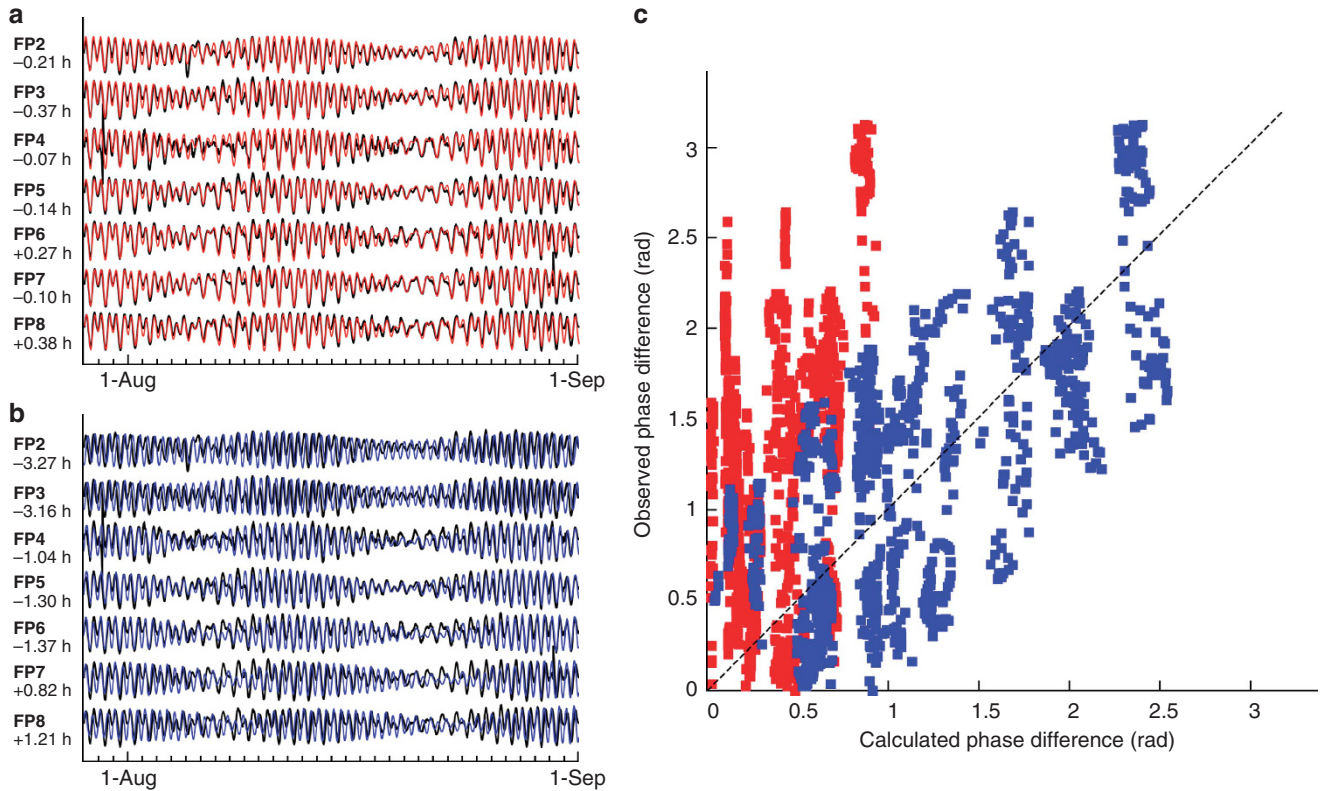 a
FP2
−0.21 h
FP3
−0.37 h
FP4
−0.07 h
FP5
−0.14 h
FP6
+0.27 h
FP7
−0.10 h
FP8
+0.38 h
1-Aug 1-Sep
b
FP2
−3.27 h
FP3
−3.16 h
FP4
−1.04 h
FP5
−1.30 h
FP6
−1.37 h
FP7
+0.82 h
FP8
+1.21 h
1-Aug 1-Sep
c
Observed phase difference (rad)
3
2.5
2
1.5
1
0.5
0
0 0.5 1 1.5 2 2.5 3
Calculated phase difference (rad)